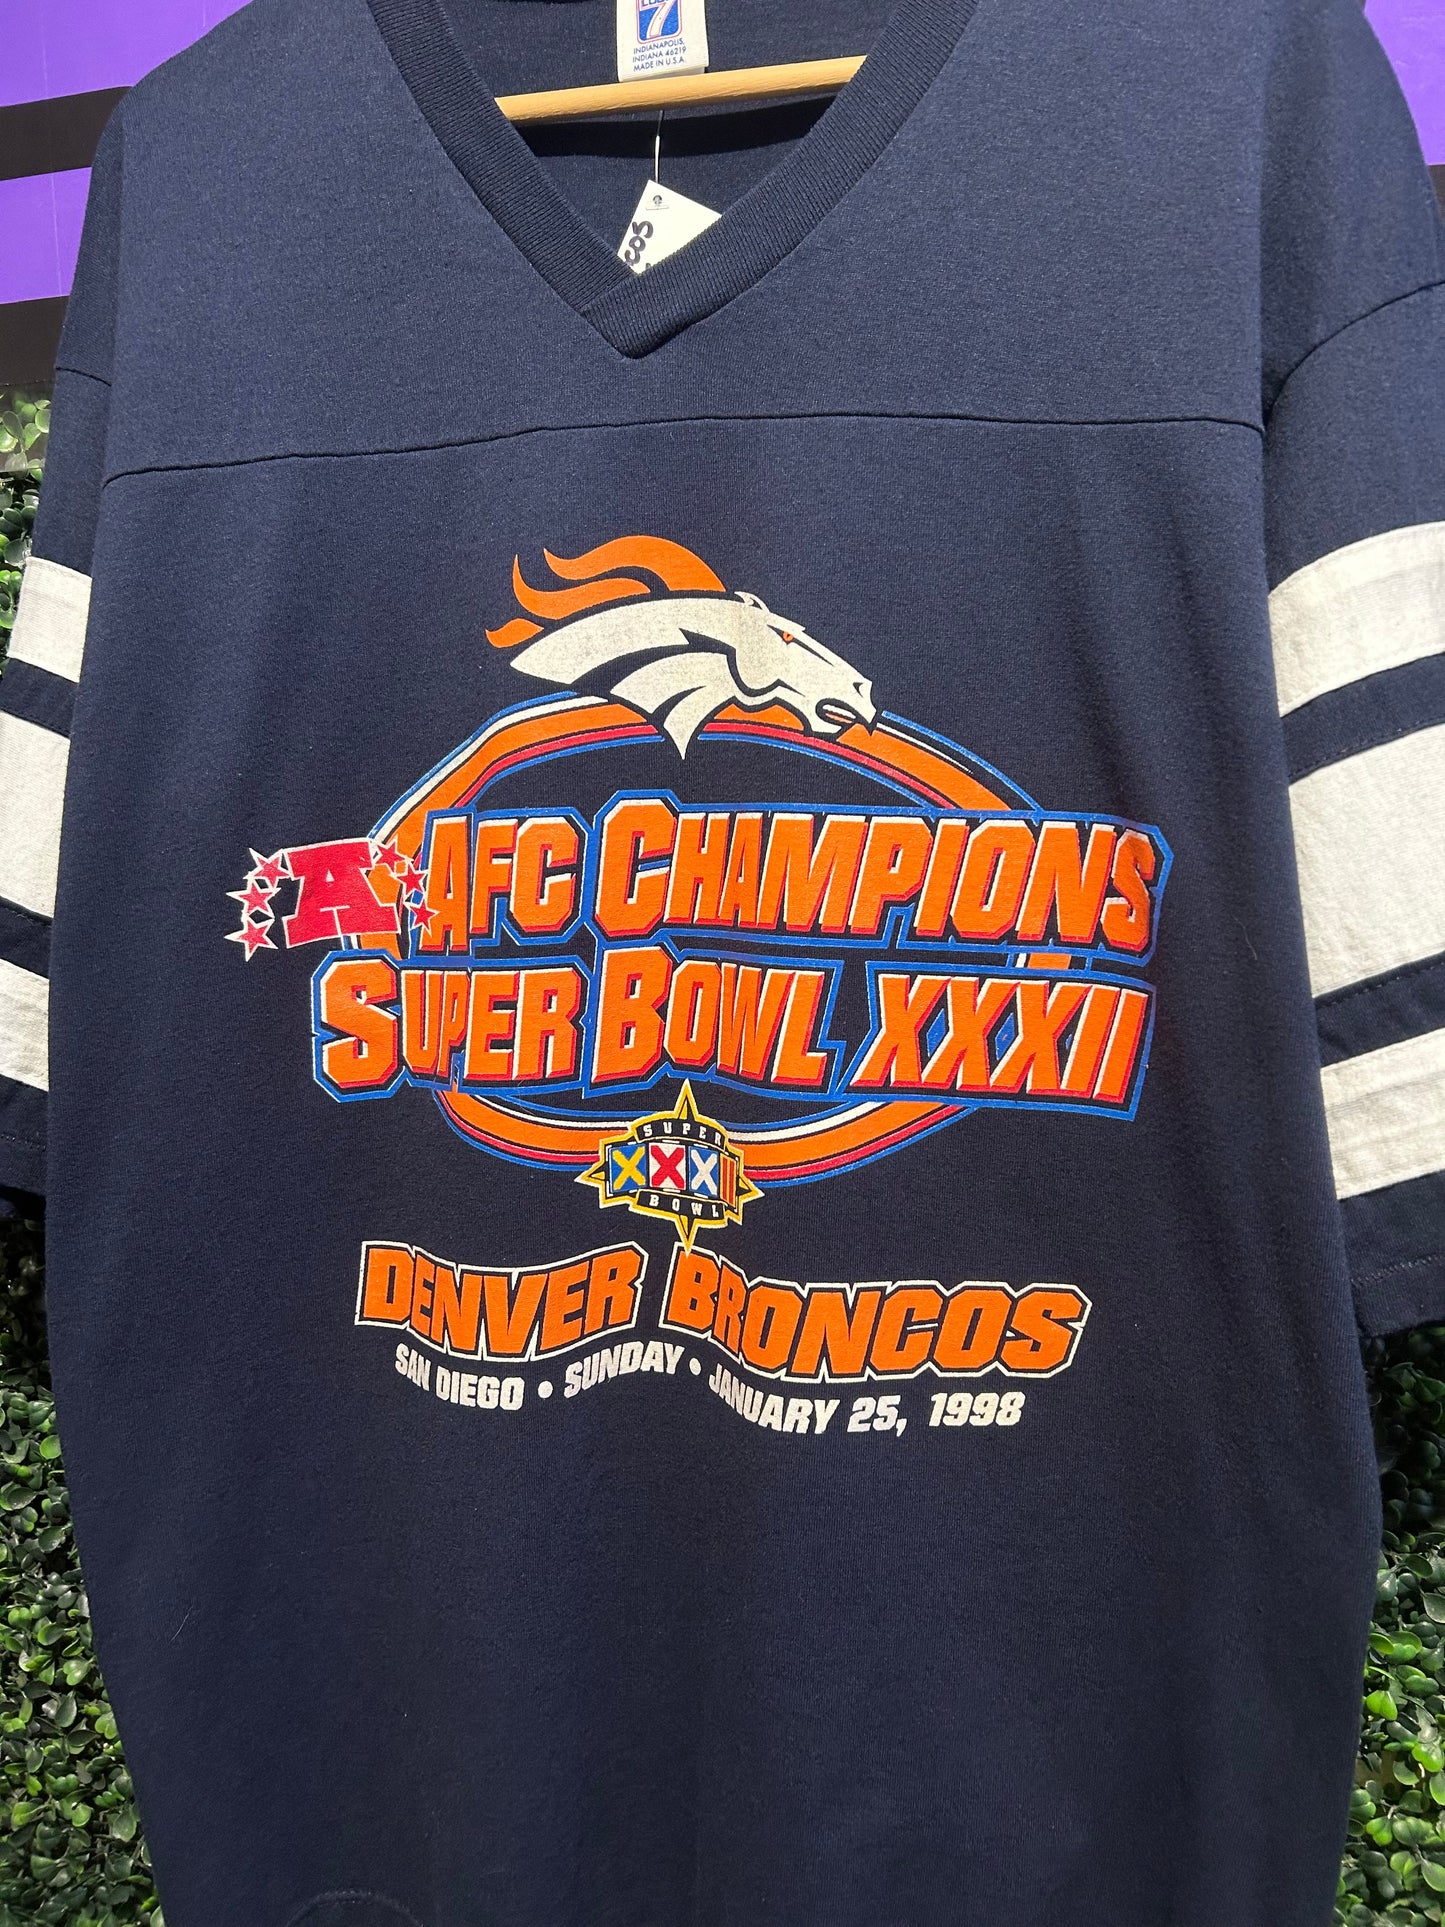 7
INDIANAPOLIS,
INDIANA 46219
MADE IN U.S.A.
A
AFC CHAMPIONS
SUPER BOWL XXXII
SUPER
XXXII
BOWL
DENVER BRONCOS
SAN DIEGO • SUNDAY • JANUARY 25, 1998